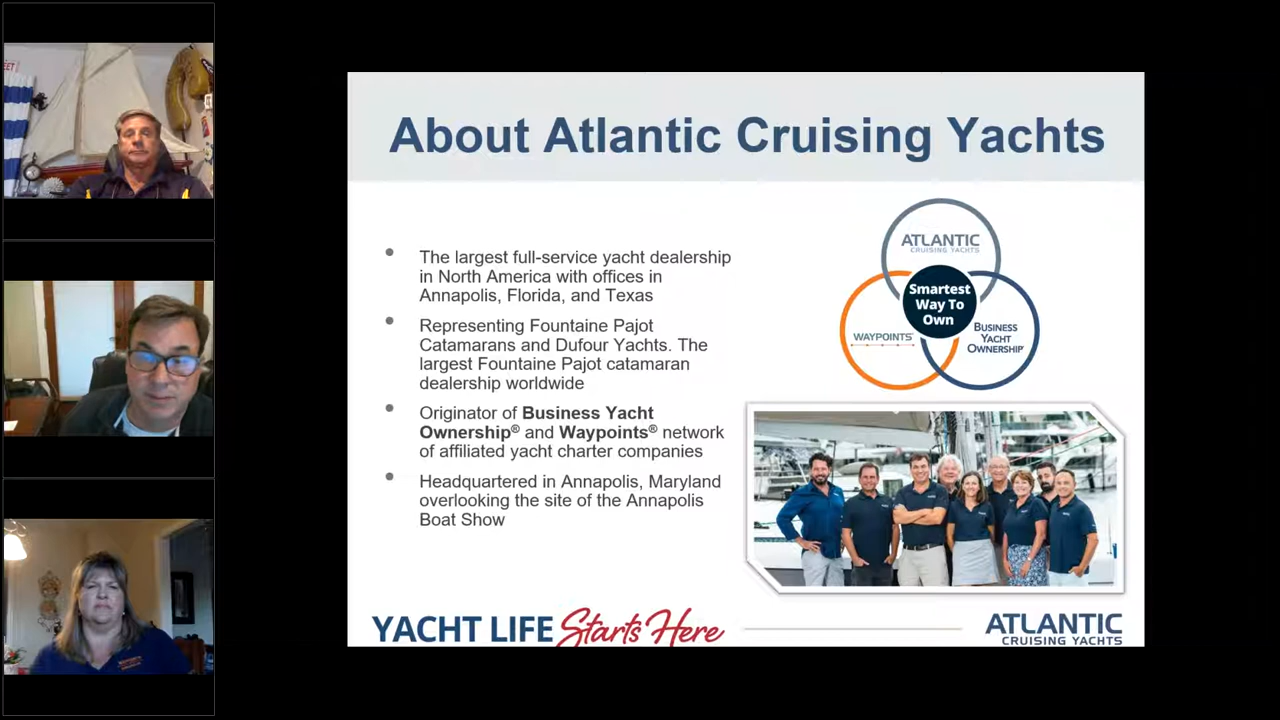 About Atlantic Cruising Yachts
The largest full-service yacht dealership
in North America with offices in
Annapolis, Florida, and Texas
Representing Fountaine Pajot
Catamarans and Dufour Yachts. The
largest Fountaine Pajot catamaran
dealership worldwide
Originator of Business Yacht
Ownership® and Waypoints® network
of affiliated yacht charter companies
Headquartered in Annapolis, Maryland
overlooking the site of the Annapolis
Boat Show
ATLANTIC
CRUISING YACHTS
Smartest
Way To
Own
WAYPOINTS®
BUSINESS
YACHT
OWNERSHIP®
YACHT LIFE Starts Here
ATLANTIC
CRUISING YACHTS